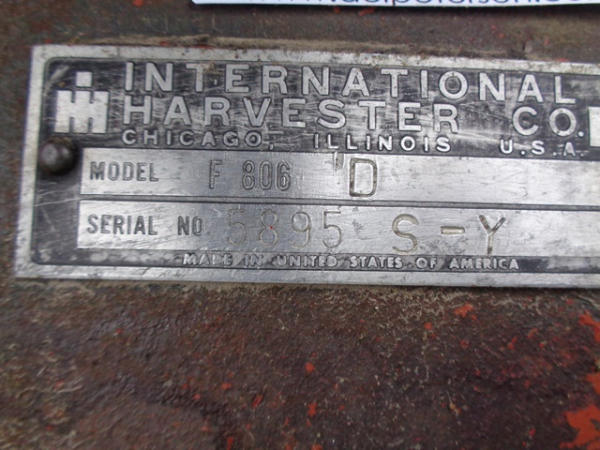 INTERNATIONAL
HARVESTER CO.
CHICAGO, ILLINOIS U.S.A.
MODEL F 806 D
SERIAL NO 5895 S-Y
MADE IN UNITED STATES OF AMERICA